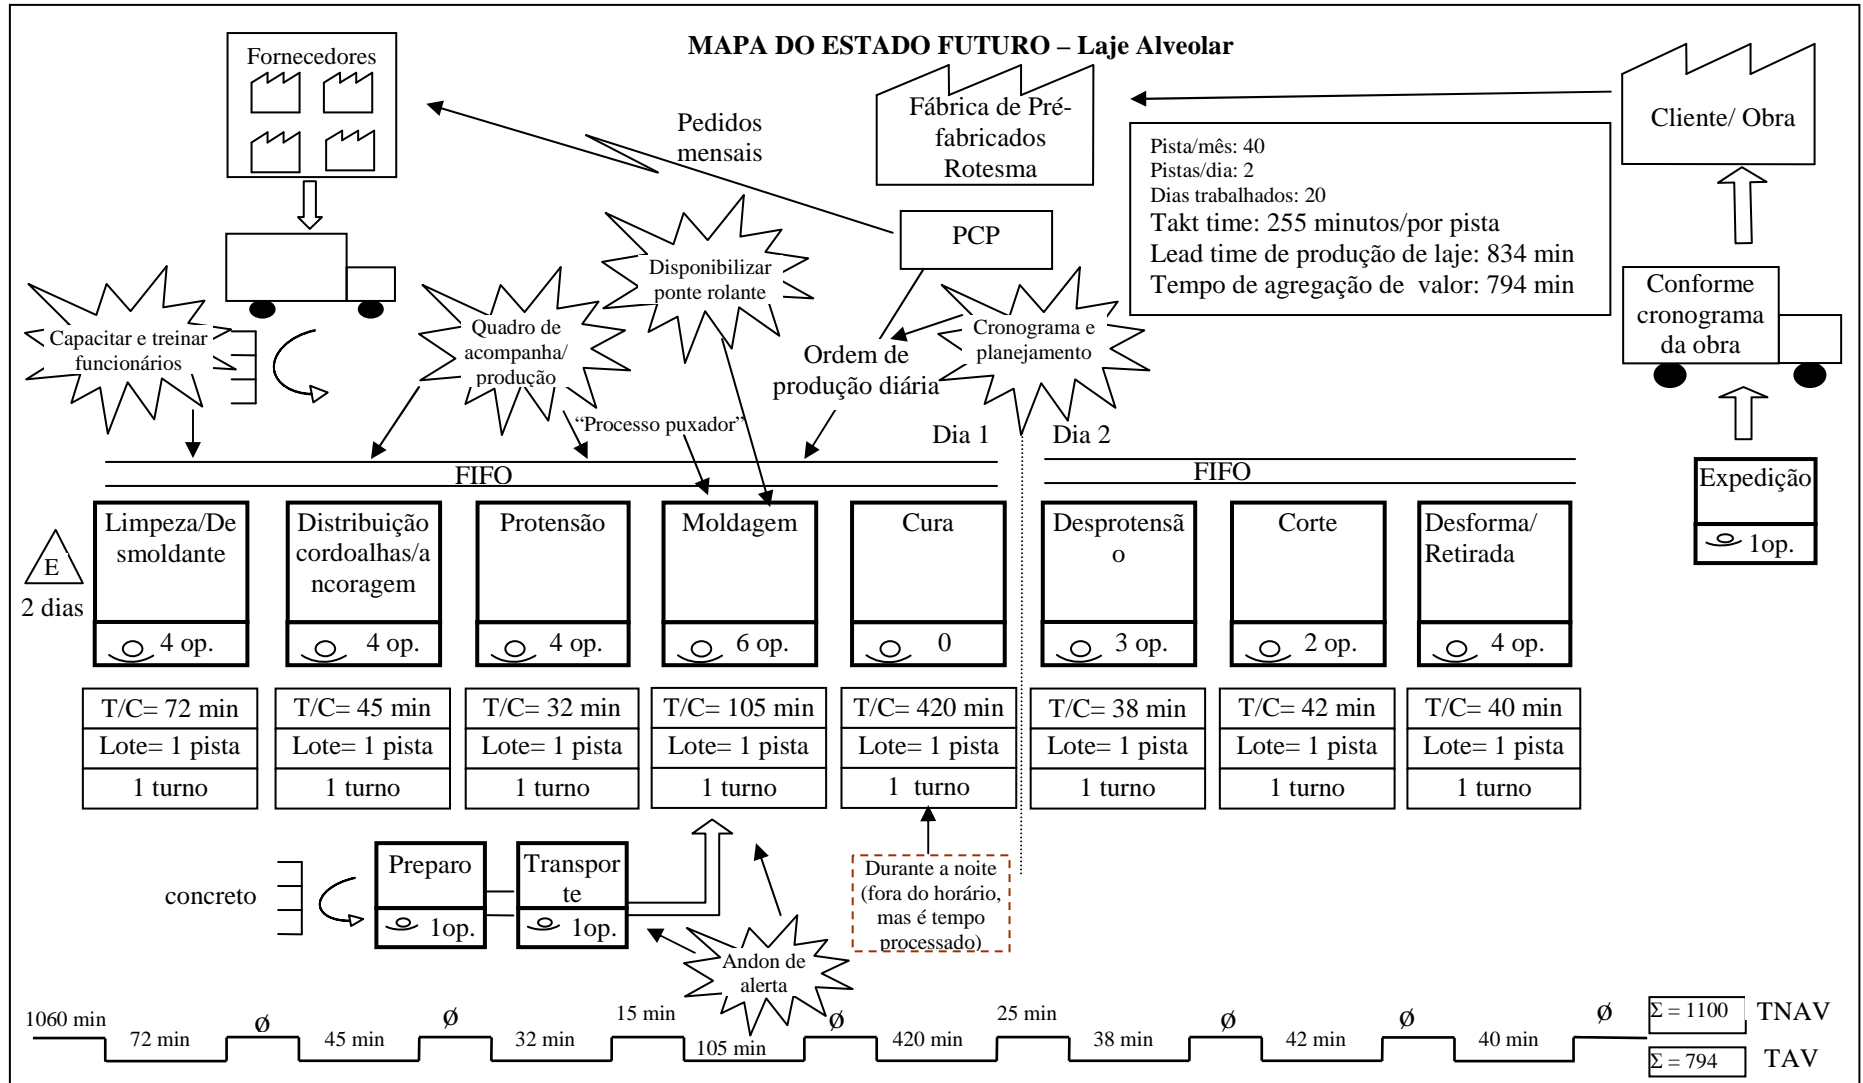 MAPA DO ESTADO FUTURO – Laje Alveolar
Fornecedores
Pedidos
mensais
Fábrica de Pré-
fabricados
Rotesma
Cliente/ Obra
Pista/mês: 40
Pistas/dia: 2
Dias trabalhados: 20
Takt time: 255 minutos/por pista
Lead time de produção de laje: 834 min
Tempo de agregação de valor: 794 min
PCP
Conforme
cronograma
da obra
Capacitar e treinar
funcionários
Quadro de
acompanha/
produção
Disponibilizar
ponte rolante
Cronograma e
planejamento
Ordem de
produção diária
“Processo puxador”
Dia 1
Dia 2
FIFO
FIFO
Expedição
1op.
E
2 dias
Limpeza/De
smoldante
4 op.
Distribuição
cordoalhas/a
ncoragem
4 op.
Protensão
4 op.
Moldagem
6 op.
Cura
0
Desprotensã
o
3 op.
Corte
2 op.
Desforma/
Retirada
4 op.
T/C= 72 min
Lote= 1 pista
1 turno
T/C= 45 min
Lote= 1 pista
1 turno
T/C= 32 min
Lote= 1 pista
1 turno
T/C= 105 min
Lote= 1 pista
1 turno
T/C= 420 min
Lote= 1 pista
1 turno
T/C= 38 min
Lote= 1 pista
1 turno
T/C= 42 min
Lote= 1 pista
1 turno
T/C= 40 min
Lote= 1 pista
1 turno
concreto
Preparo
1op.
Transpor
te
1op.
Durante a noite
(fora do horário,
mas é tempo
processado)
Andon de
alerta
1060 min
72 min
ø
45 min
ø
32 min
15 min
105 min
ø
420 min
25 min
38 min
ø
42 min
ø
40 min
ø
Σ = 1100
TNAV
Σ = 794
TAV